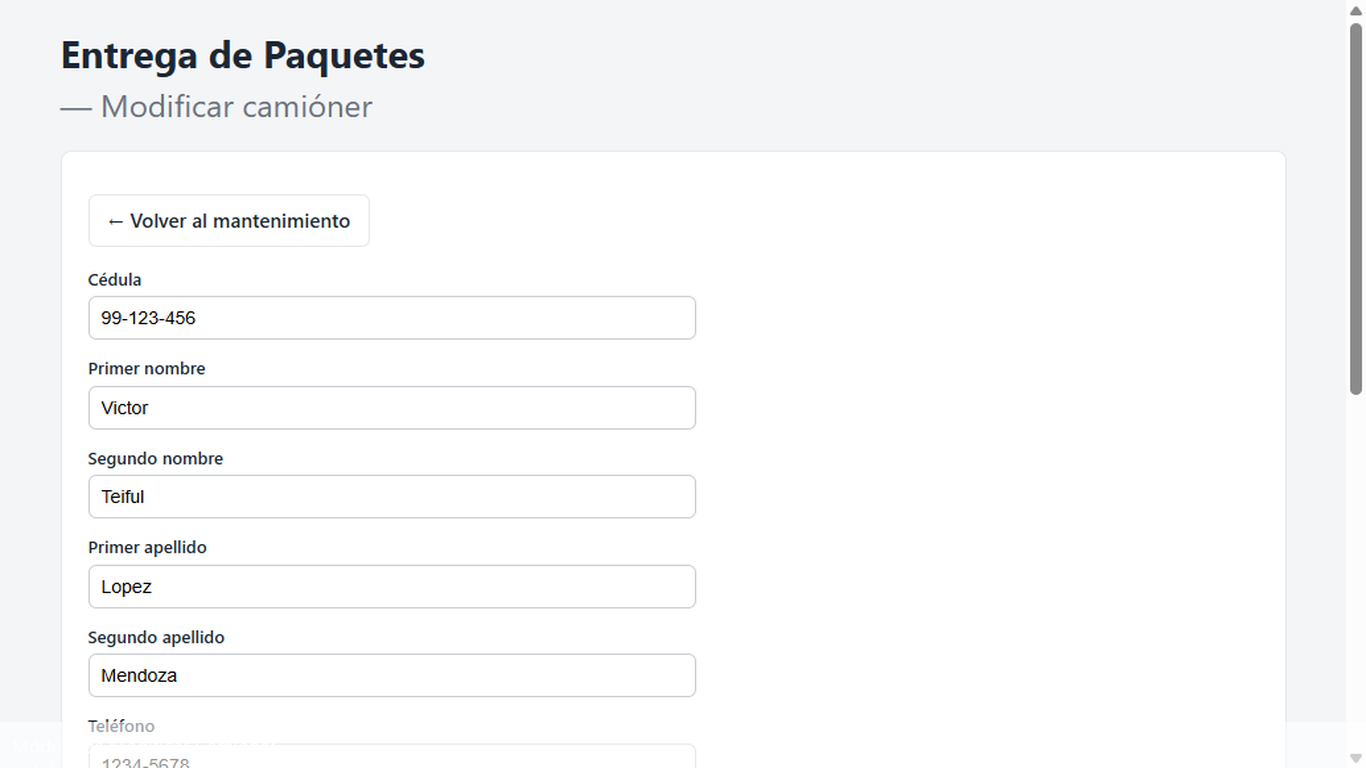 Entrega de Paquetes
— Modificar camióner
← Volver al mantenimiento
Cédula
99-123-456
Primer nombre
Victor
Segundo nombre
Teiful
Primer apellido
Lopez
Segundo apellido
Mendoza
Teléfono
1234-5678